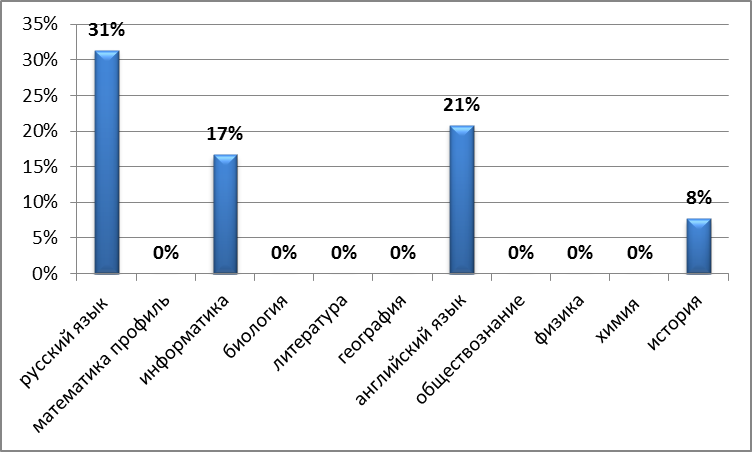 35%
30%
25%
20%
15%
10%
5%
0%
31%
0%
17%
0%
0%
0%
21%
0%
0%
0%
8%
русский язык
математика профиль
информатика
биология
литература
география
английский язык
обществознание
физика
химия
история